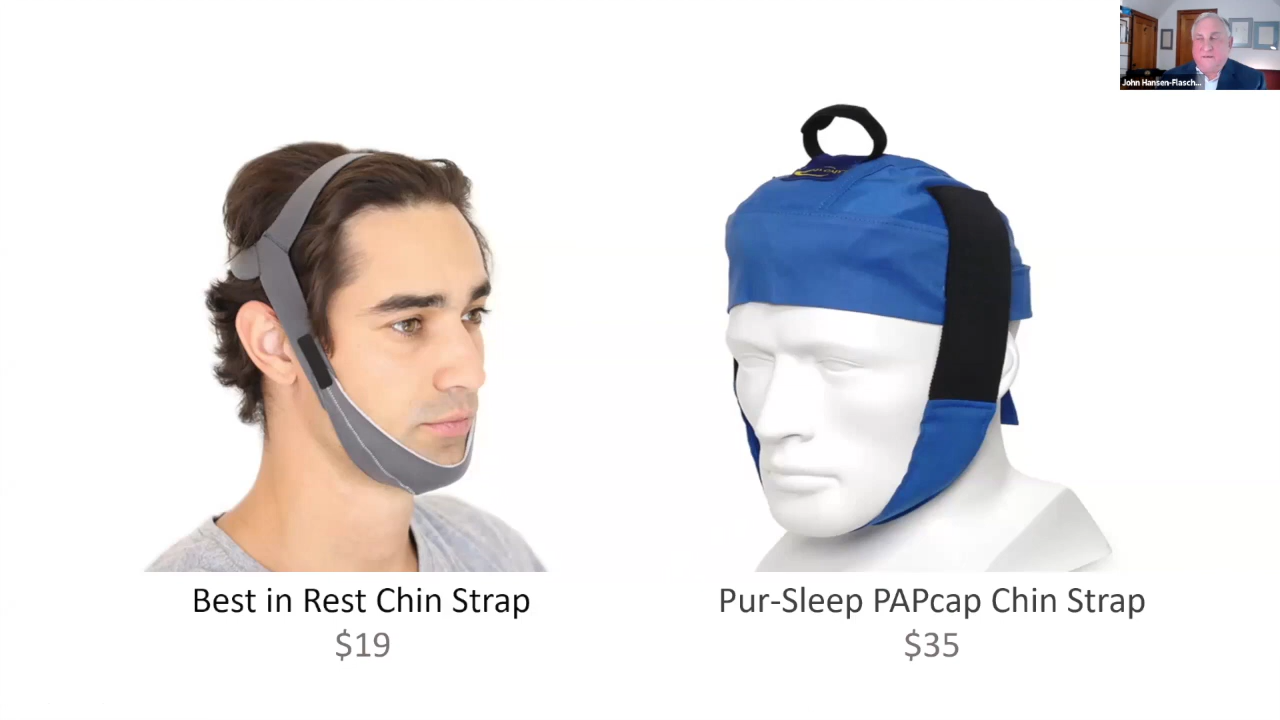 John Hansen-Flasch...
Best in Rest Chin Strap
$19
Pur-Sleep PAPcap Chin Strap
$35